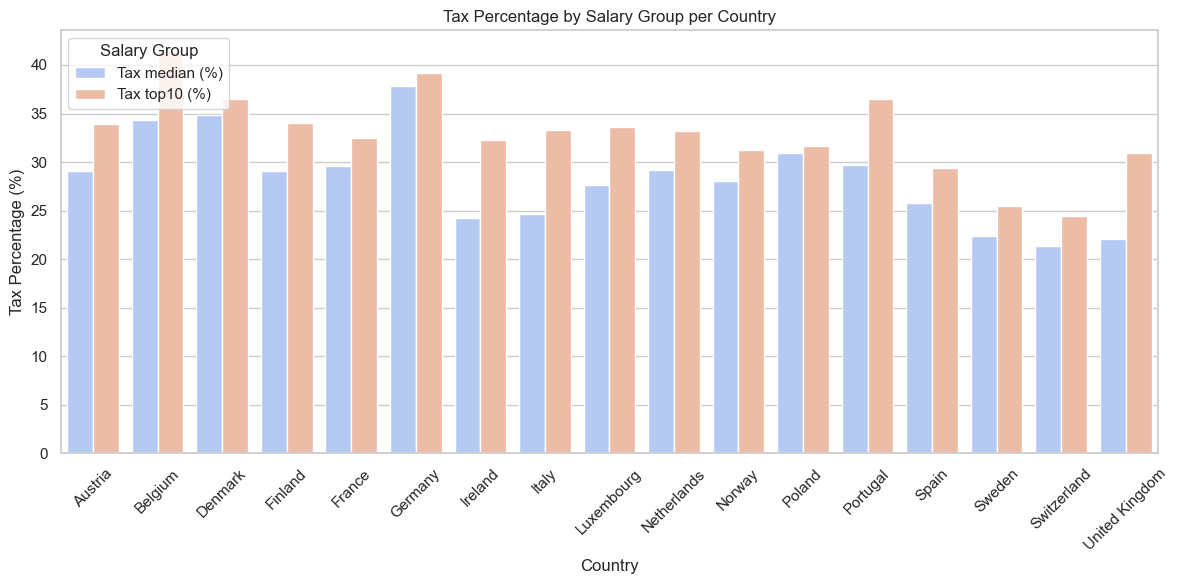 Tax Percentage by Salary Group per Country
Salary Group
Tax median (%)
Tax top10 (%)
Tax Percentage (%)
40
35
30
25
20
15
10
5
0
Austria
Belgium
Denmark
Finland
France
Germany
Ireland
Italy
Luxembourg
Netherlands
Norway
Poland
Portugal
Spain
Sweden
Switzerland
United Kingdom
Country